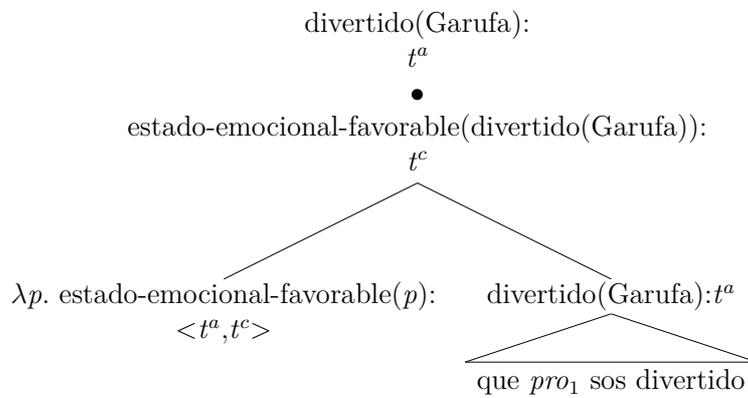 divertido(Garufa):
tᵃ
•
estado-emocional-favorable(divertido(Garufa)):
tᶜ
λp. estado-emocional-favorable(p):
<tᵃ,tᶜ>
divertido(Garufa):tᵃ
que pro₁ sos divertido